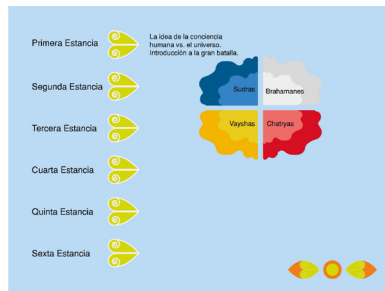 Primera Estancia
La idea de la conciencia
humana vs. el universo.
Introducción a la gran batalla.
Segunda Estancia
Sudras
Brahamanes
Tercera Estancia
Vayshas
Chatryas
Cuarta Estancia
Quinta Estancia
Sexta Estancia